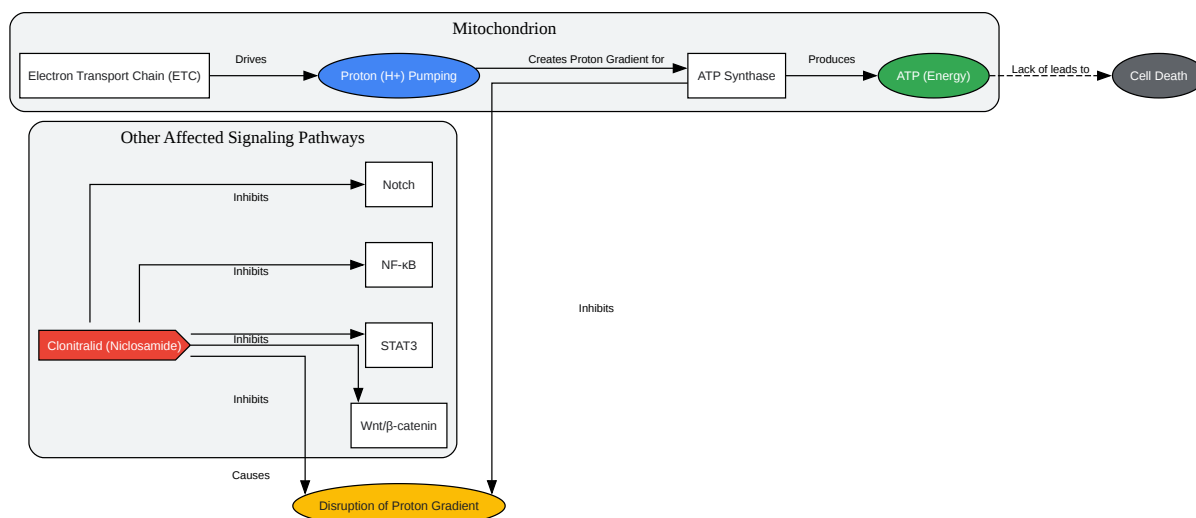 Mitochondrion
Electron Transport Chain (ETC)
Drives
Proton (H+) Pumping
Creates Proton Gradient for
ATP Synthase
Produces
ATP (Energy)
Lack of leads to
Cell Death
Other Affected Signaling Pathways
Notch
Inhibits
NF-κB
Inhibits
Inhibits
Clonitralid (Niclosamide)
Inhibits
STAT3
Inhibits
Wnt/β-catenin
Causes
Disruption of Proton Gradient